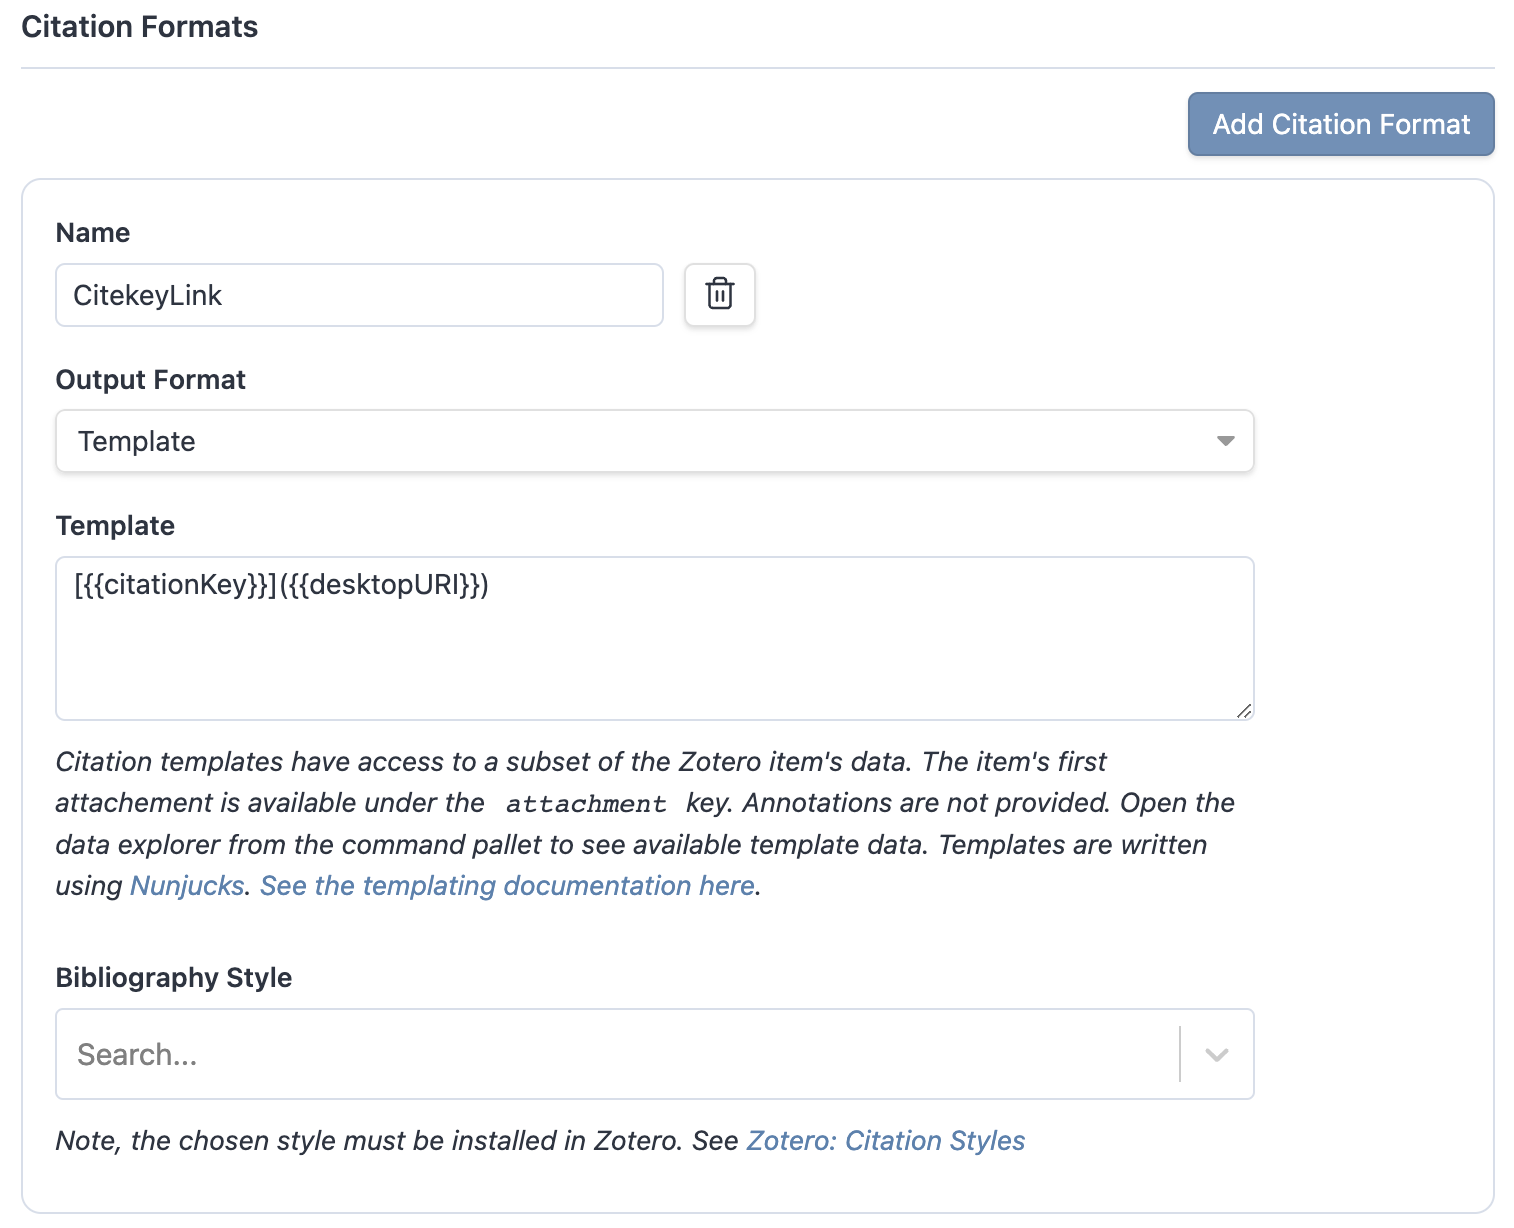 Citation Formats
Add Citation Format
Name
CitekeyLink
Output Format
Template
Template
[{{citationKey}}]({{desktopURI}})
Citation templates have access to a subset of the Zotero item's data. The item's first
attachement is available under the attachment key. Annotations are not provided. Open the
data explorer from the command pallet to see available template data. Templates are written
using Nunjucks. See the templating documentation here.
Bibliography Style
Search...
Note, the chosen style must be installed in Zotero. See Zotero: Citation Styles